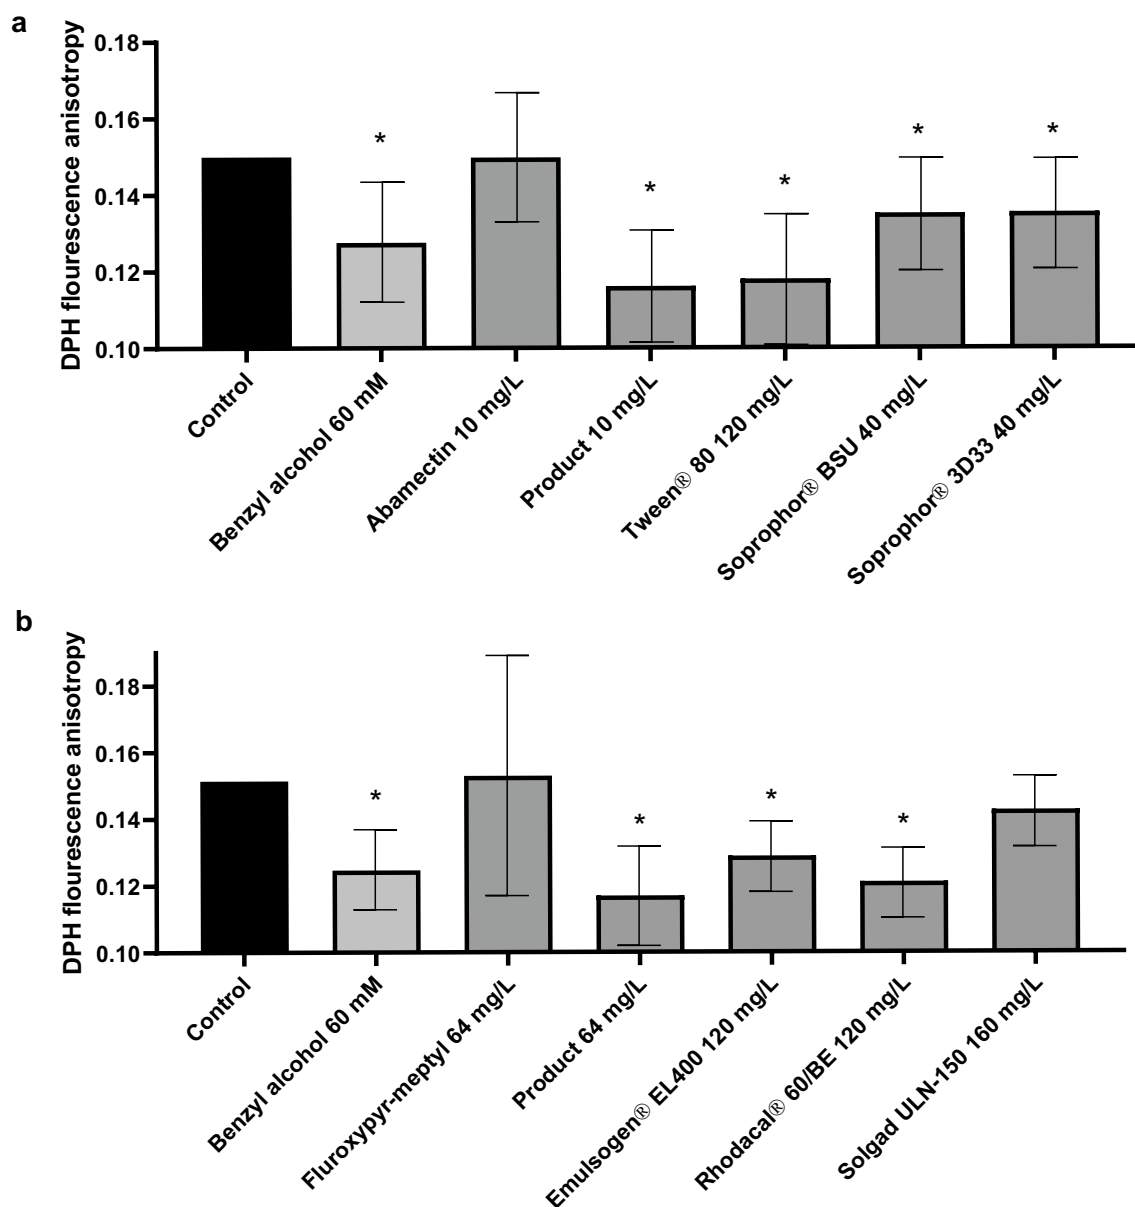 a
DPH flourescence anisotropy
0.18
0.16
0.14
0.12
0.10
*
*
*
*
*
Control
Benzyl alcohol 60 mM
Abamectin 10 mg/L
Product 10 mg/L
Tween® 80 120 mg/L
Soprophor® BSU 40 mg/L
Soprophor® 3D33 40 mg/L
b
DPH flourescence anisotropy
0.18
0.16
0.14
0.12
0.10
*
*
*
*
Control
Benzyl alcohol 60 mM
Fluroxypyr-meptyl 64 mg/L
Product 64 mg/L
Emulsogen® EL400 120 mg/L
Rhodacal® 60/BE 120 mg/L
Solgad ULN-150 160 mg/L